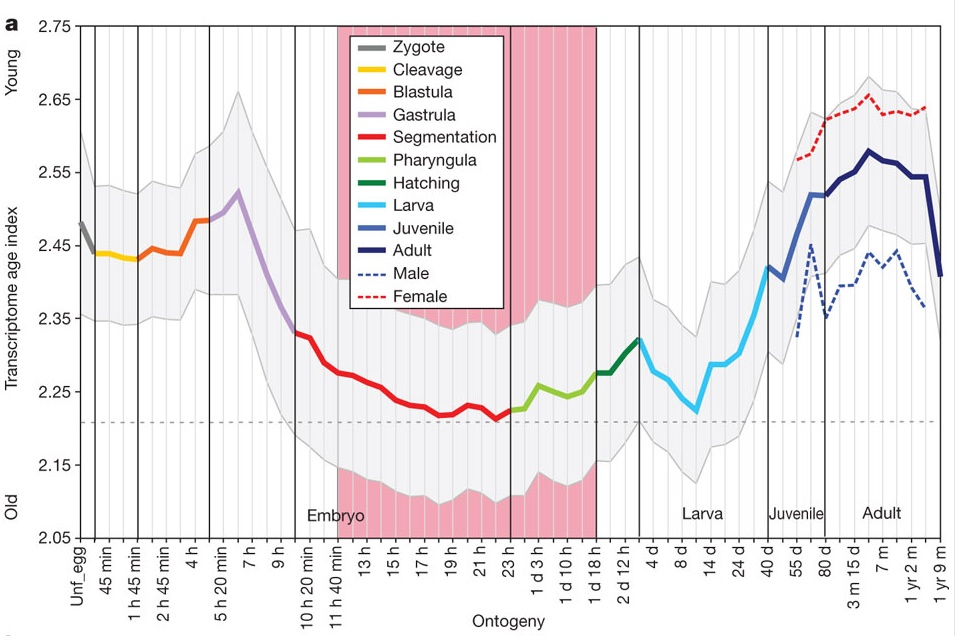 a
2.75
2.65
2.55
2.45
2.35
2.25
2.15
2.05
Young
Transcriptome age index
Old
Zygote
Cleavage
Blastula
Gastrula
Segmentation
Pharyngula
Hatching
Larva
Juvenile
Adult
Male
Female
Embryo
Larva
Juvenile
Adult
Unf_egg
45 min
1 h 45 min
2 h 45 min
4 h
5 h 20 min
7 h
9 h
10 h 20 min
11 h 40 min
13 h
15 h
17 h
19 h
21 h
23 h
1 d 3 h
1 d 10 h
1 d 18 h
2 d 12 h
4 d
8 d
14 d
24 d
40 d
55 d
80 d
3 m 15 d
7 m
1 yr 2 m
1 yr 9 m
Ontogeny